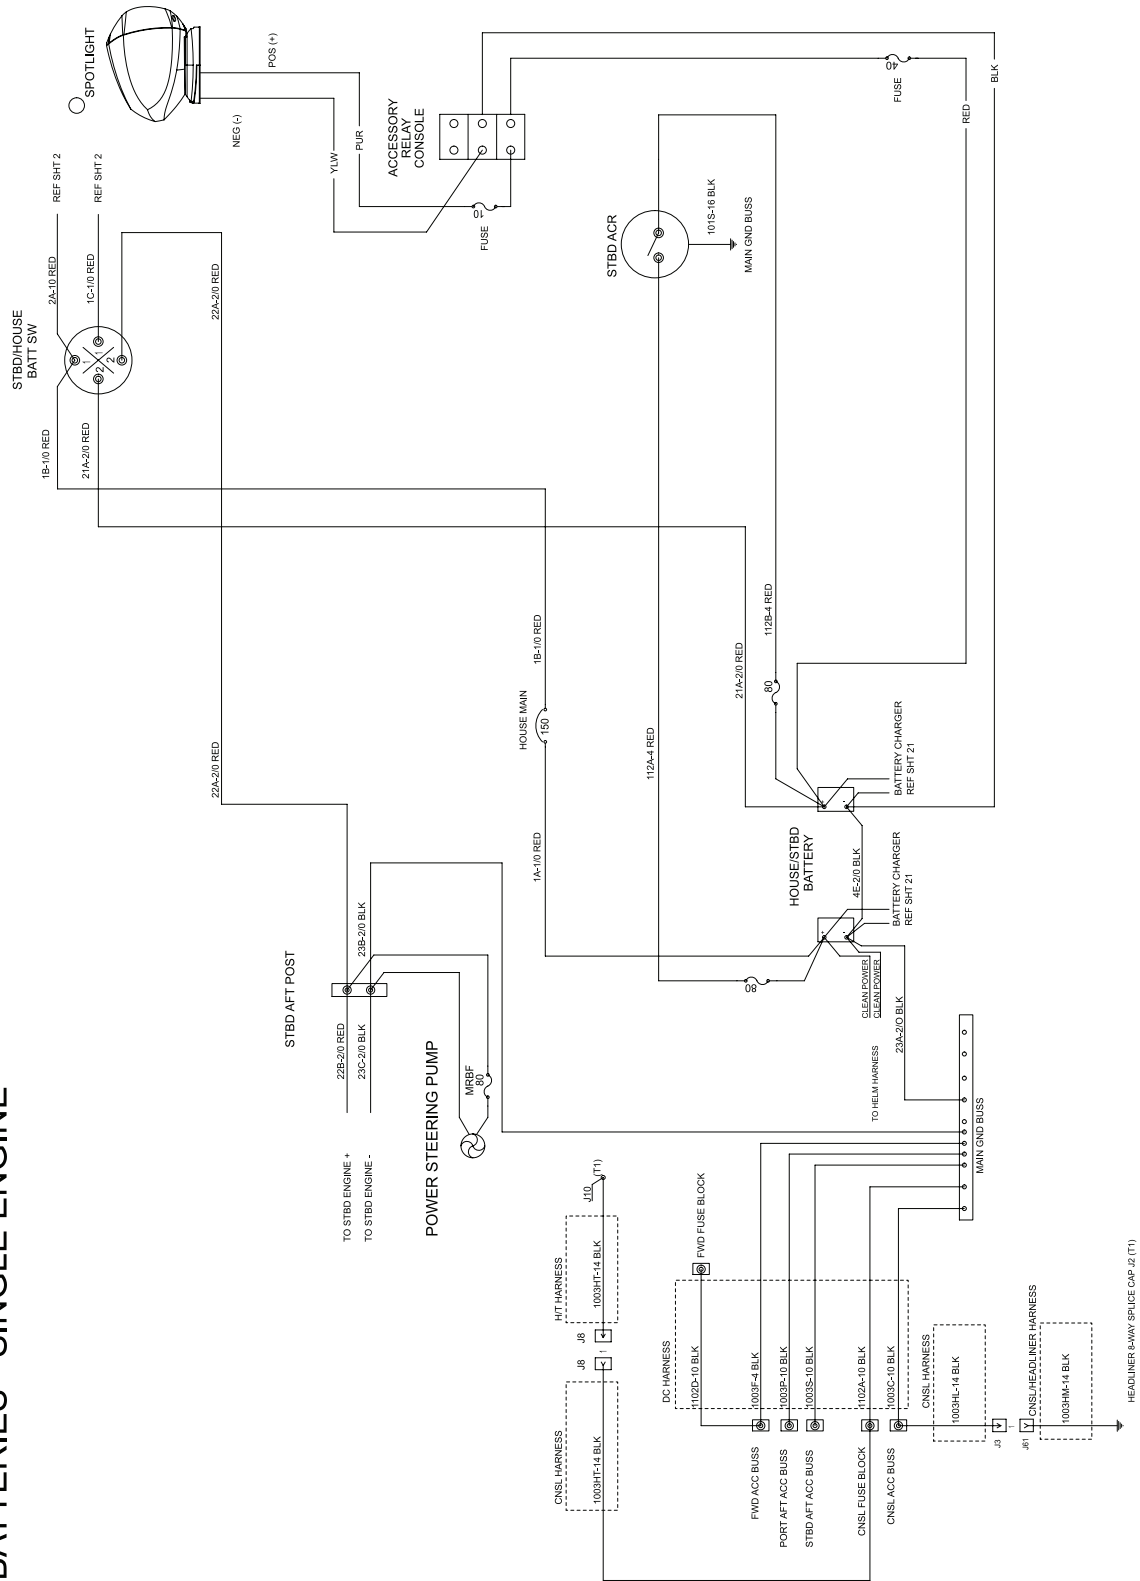 BATTERIES - SINGLE ENGINE
SPOTLIGHT
POS (+)
NEG (-)
YLW
PUR
ACCESSORY
RELAY
CONSOLE
10
FUSE
40
FUSE
RED
BLK
REF SHT 2
REF SHT 2
2A-10 RED
1C-1/0 RED
STBD/HOUSE
BATT SW
1
1
2
2
1B-1/0 RED
21A-2/0 RED
22A-2/0 RED
STBD ACR
101S-16 BLK
MAIN GND BUSS
22A-2/0 RED
HOUSE MAIN
150
1B-1/0 RED
1A-1/0 RED
112A-4 RED
21A-2/0 RED
112B-4 RED
80
BATTERY CHARGER
REF SHT 21
HOUSE/STBD
BATTERY
+
-
4E-2/0 BLK
BATTERY CHARGER
REF SHT 21
+
-
80
CLEAN POWER
CLEAN POWER
TO HELM HARNESS
23A-2/O BLK
STBD AFT POST
23B-2/0 BLK
22B-2/0 RED
23C-2/0 BLK
TO STBD ENGINE +
TO STBD ENGINE -
POWER STEERING PUMP
MRBF
80
MAIN GND BUSS
J10
(T1)
H/T HARNESS
1003HT-14 BLK
J8
J8
1
CNSL HARNESS
1003HT-14 BLK
FWD FUSE BLOCK
DC HARNESS
1102D-10 BLK
1003F-4 BLK
1003P-10 BLK
1003S-10 BLK
1102A-10 BLK
1003C-10 BLK
FWD ACC BUSS
PORT AFT ACC BUSS
STBD AFT ACC BUSS
CNSL FUSE BLOCK
CNSL ACC BUSS
CNSL HARNESS
1003HL-14 BLK
J3
1
J61
CNSL/HEADLINER HARNESS
1003HM-14 BLK
HEADLINER 8-WAY SPLICE CAP J2 (T1)